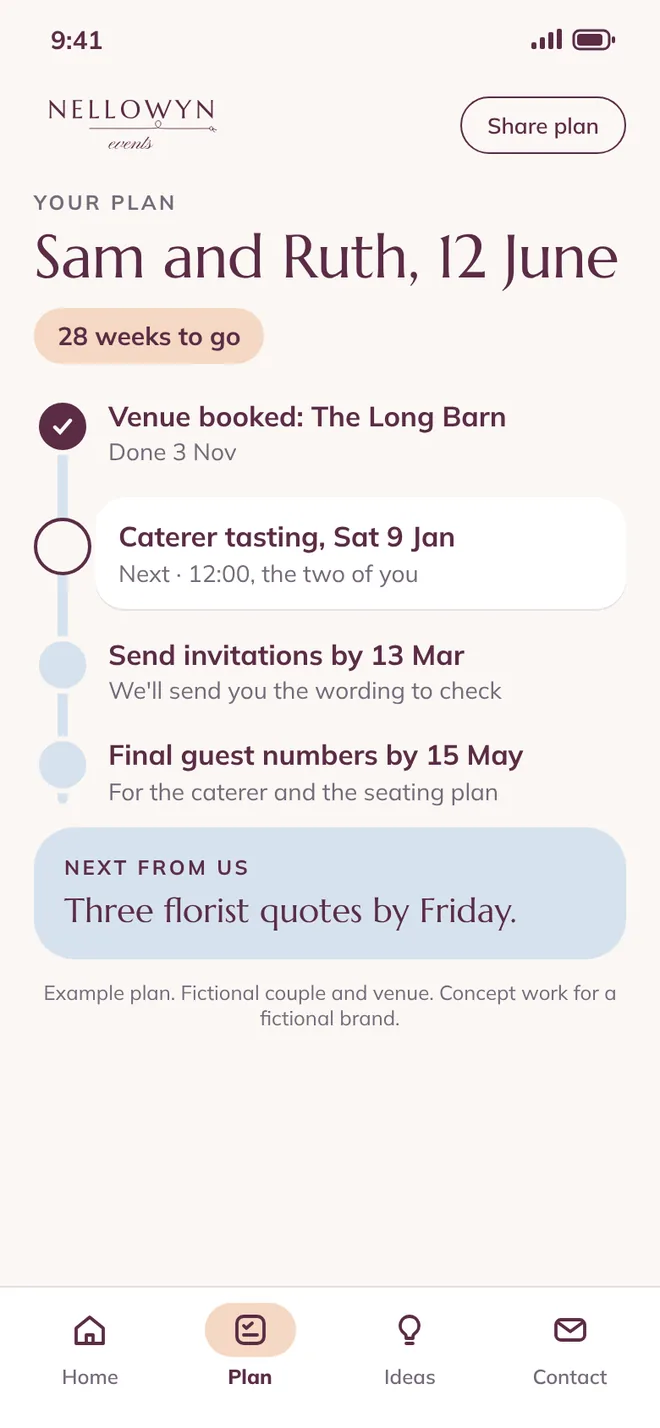 9:41
NELLOWYN
events
Share plan
YOUR PLAN
Sam and Ruth, 12 June
28 weeks to go
Venue booked: The Long Barn
Done 3 Nov
Caterer tasting, Sat 9 Jan
Next · 12:00, the two of you
Send invitations by 13 Mar
We'll send you the wording to check
Final guest numbers by 15 May
For the caterer and the seating plan
NEXT FROM US
Three florist quotes by Friday.
Example plan. Fictional couple and venue. Concept work for a
fictional brand.
Home
Plan
Ideas
Contact